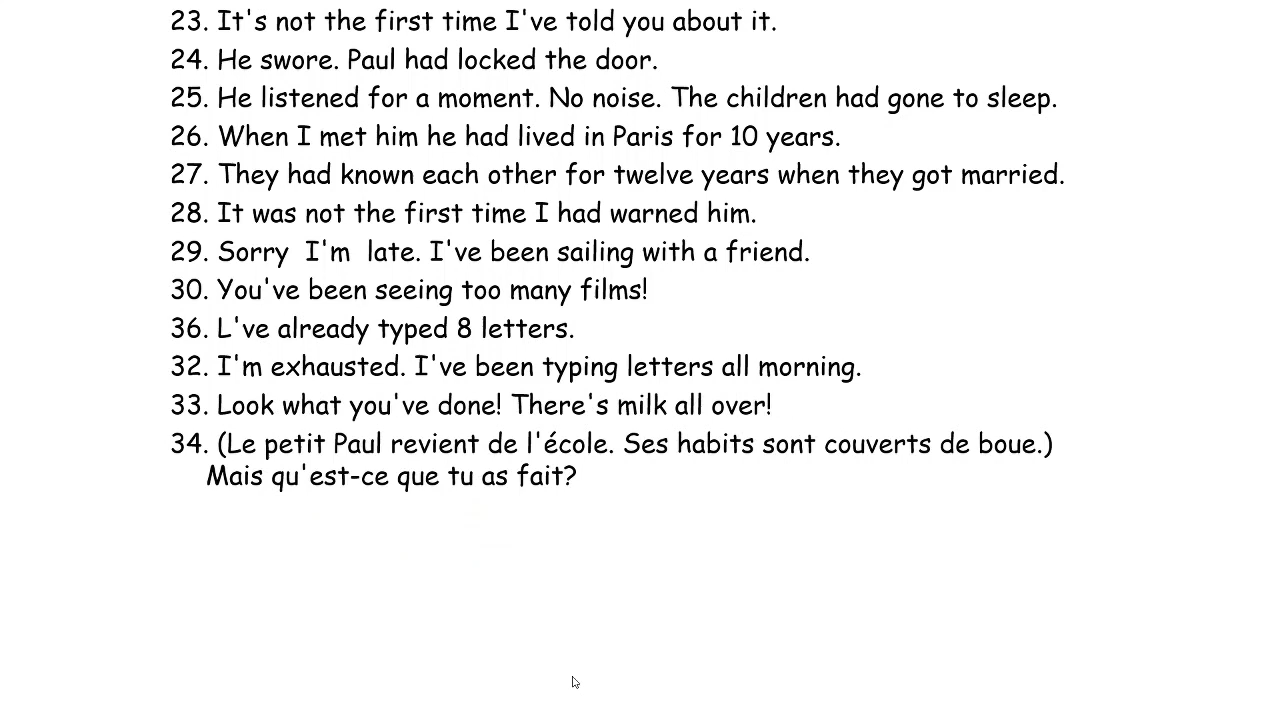 23. It's not the first time I've told you about it.
24. He swore. Paul had locked the door.
25. He listened for a moment. No noise. The children had gone to sleep.
26. When I met him he had lived in Paris for 10 years.
27. They had known each other for twelve years when they got married.
28. It was not the first time I had warned him.
29. Sorry  I'm  late. I've been sailing with a friend.
30. You've been seeing too many films!
36. L've already typed 8 letters.
32. I'm exhausted. I've been typing letters all morning.
33. Look what you've done! There's milk all over!
34. (Le petit Paul revient de l'école. Ses habits sont couverts de boue.)
Mais qu'est-ce que tu as fait?